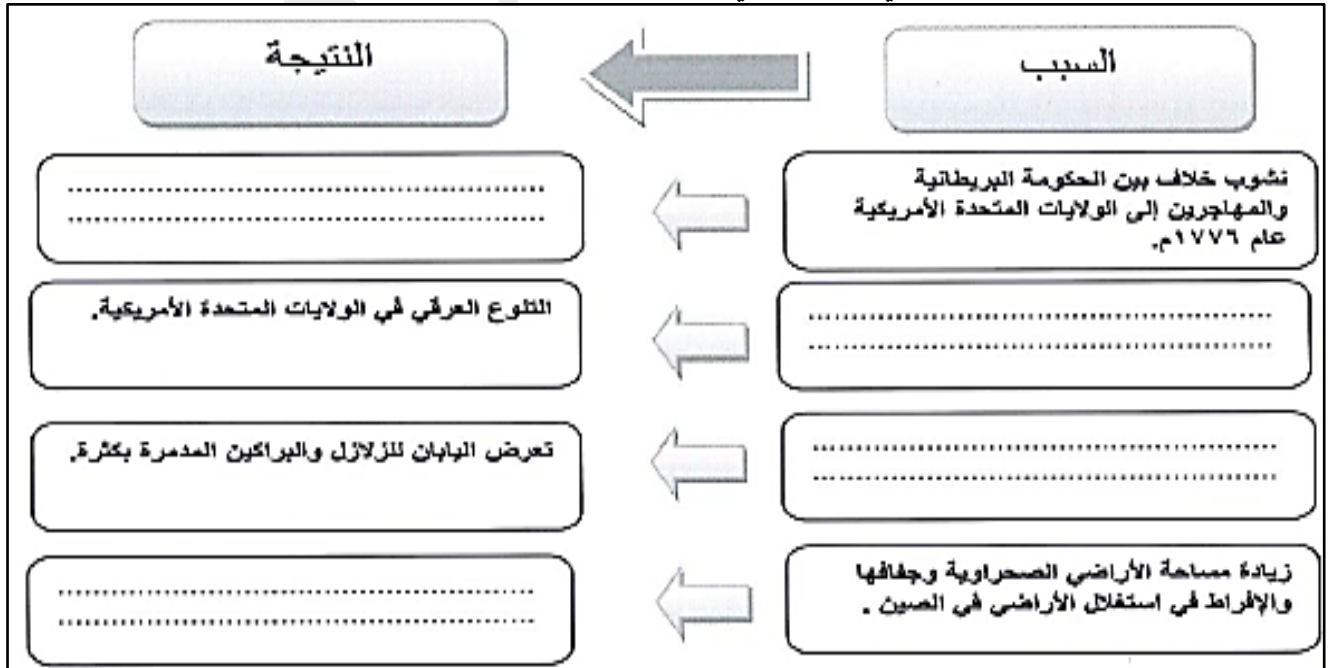 السبب
النتيجة
نشوب خلاف بين الحكومة البريطانية
والمهاجرين إلى الولايات المتحدة الأمريكية
عام ١٧٧٦م.
................................................
................................................
................................................
................................................
التنوع العرقي في الولايات المتحدة الأمريكية.
................................................
................................................
تعرض اليابان للزلازل والبراكين المدمرة بكثرة.
زيادة مساحة الأراضي الصحراوية وجفافها
والإفراط في استغلال الأراضي في الصين .
................................................
................................................